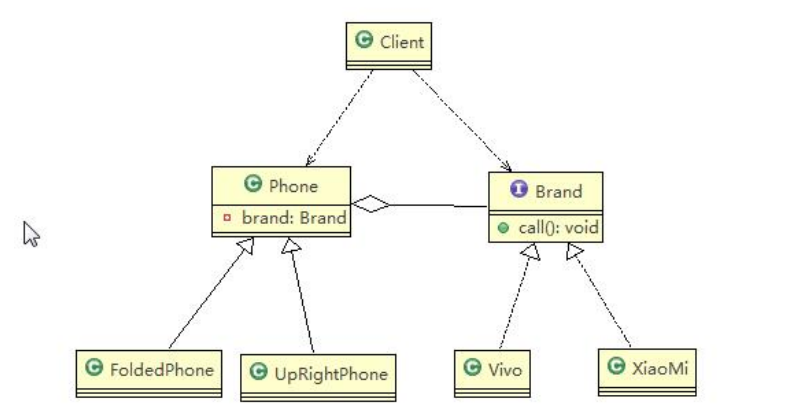 Client
Phone
brand: Brand
Brand
call(): void
FoldedPhone
UpRightPhone
Vivo
XiaoMi